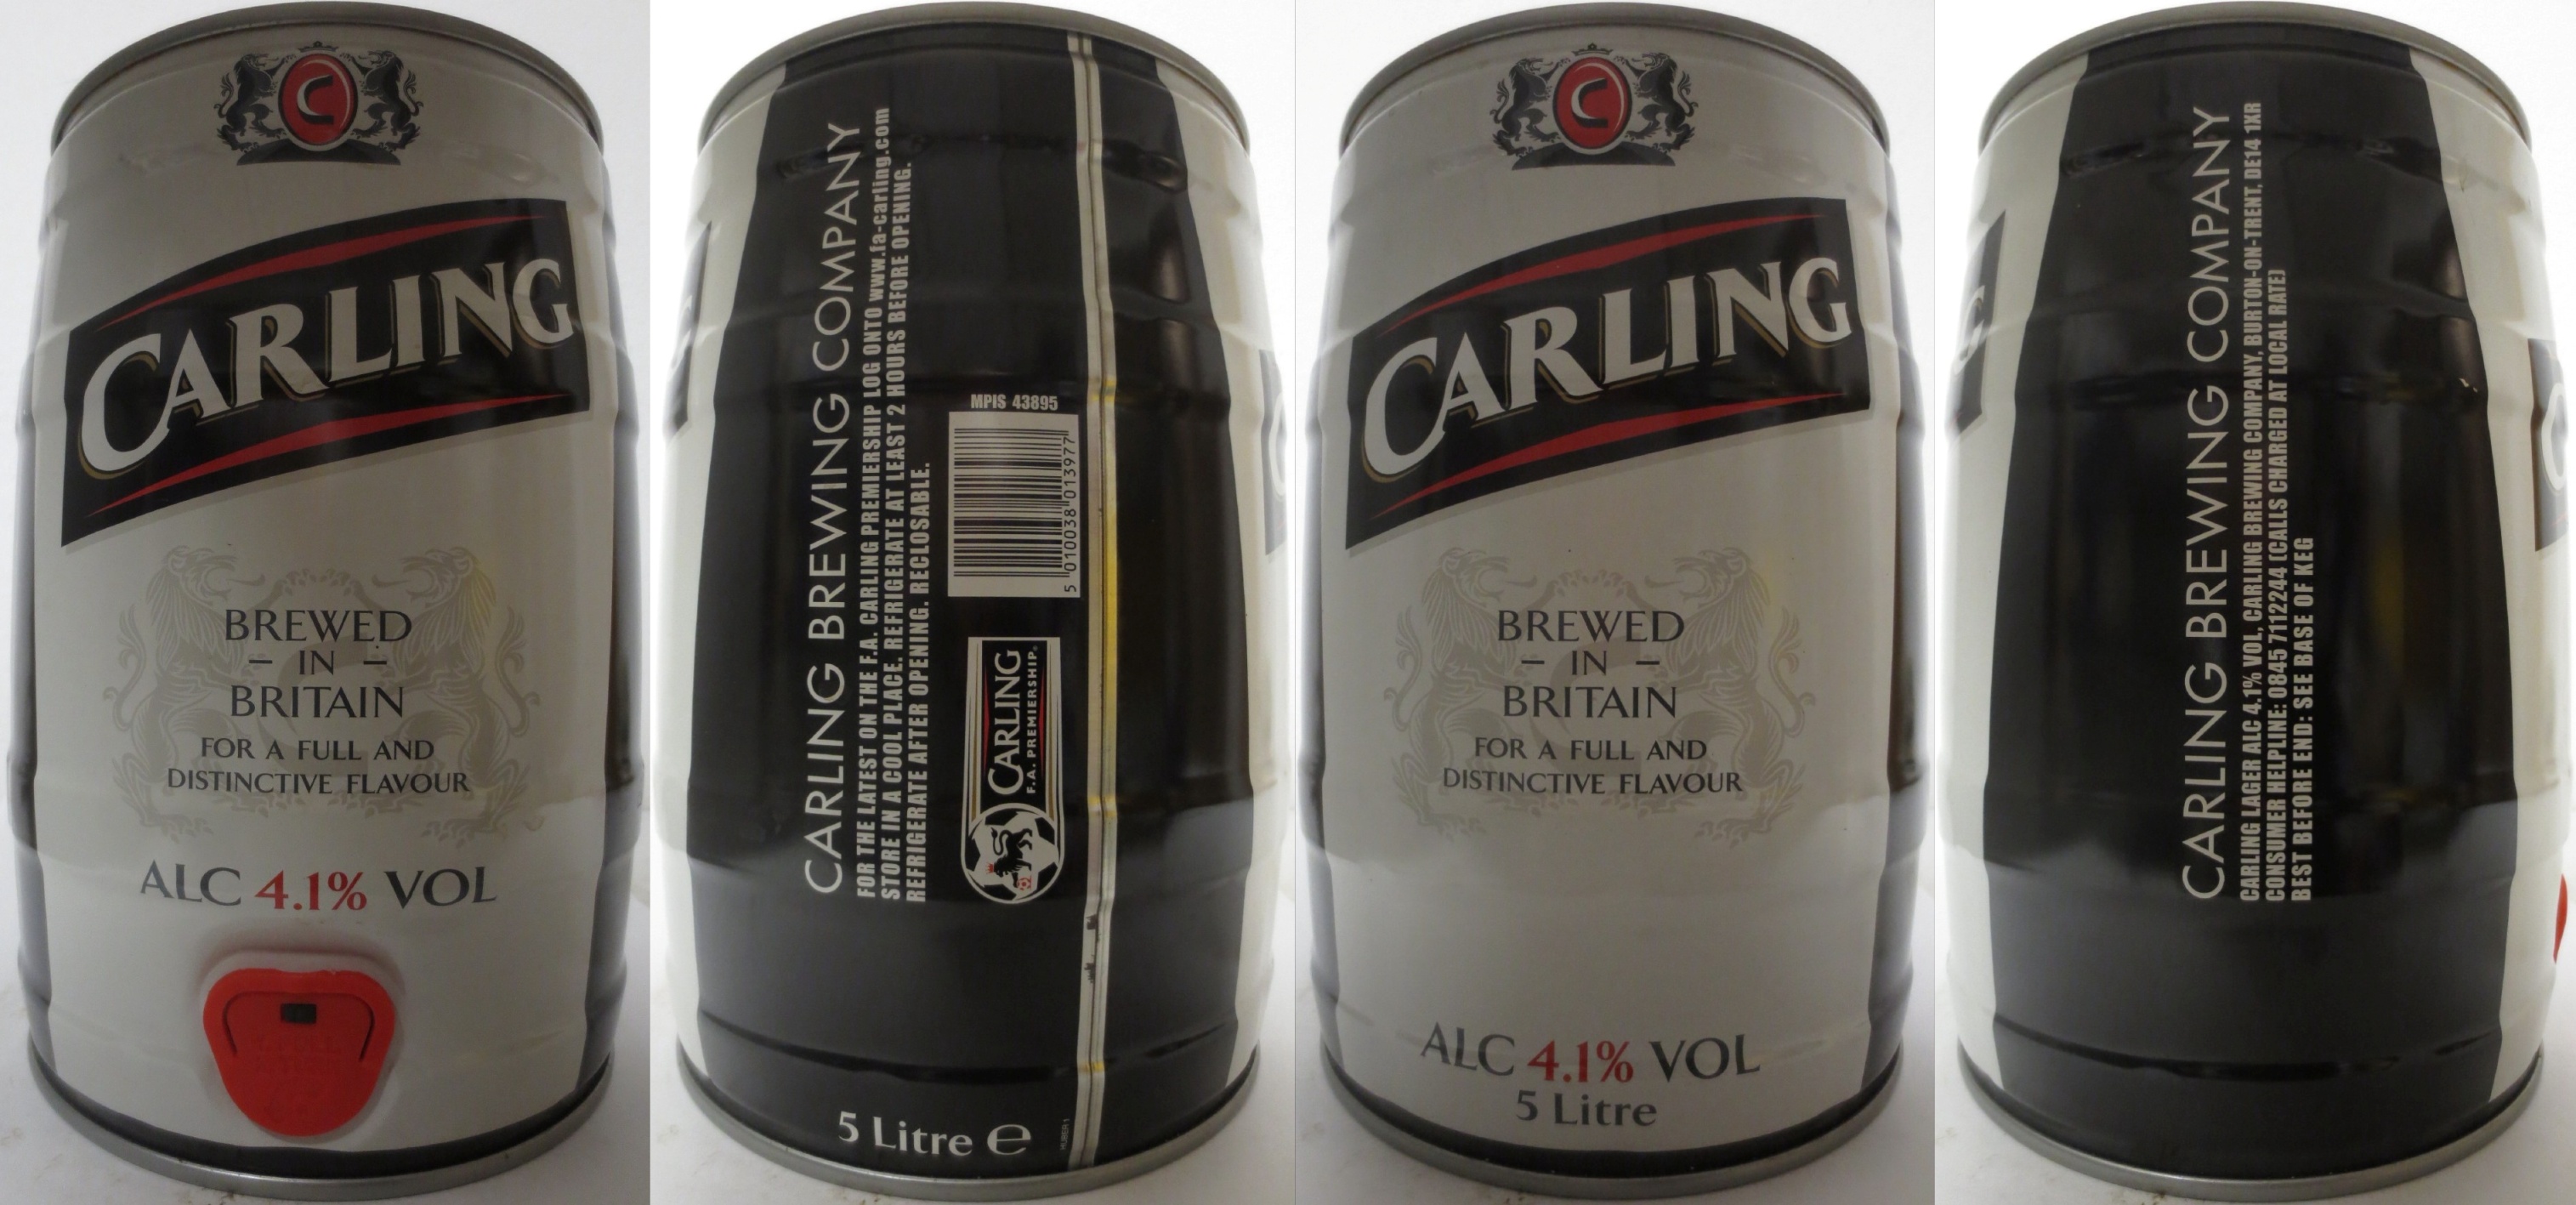 C
CARLING
BREWED
– IN –
BRITAIN
FOR A FULL AND
DISTINCTIVE FLAVOUR
ALC 4.1% VOL
CARLING BREWING COMPANY
FOR THE LATEST ON THE F.A. CARLING PREMIERSHIP LOG ONTO www.fa-carling.com
STORE IN A COOL PLACE. REFRIGERATE AT LEAST 2 HOURS BEFORE OPENING.
REFRIGERATE AFTER OPENING. RECLOSABLE.
MPIS 43895
5 010038 013977
CARLING
F.A. PREMIERSHIP
5 Litre e
HUBER 1
C
CARLING
BREWED
– IN –
BRITAIN
FOR A FULL AND
DISTINCTIVE FLAVOUR
ALC 4.1% VOL
5 Litre
CARLING BREWING COMPANY
CARLING LAGER ALC 4.1% VOL, CARLING BREWING COMPANY, BURTON-ON-TRENT, DE14 1XR
CONSUMER HELPLINE: 0845 7112244 (CALLS CHARGED AT LOCAL RATE)
BEST BEFORE END: SEE BASE OF KEG